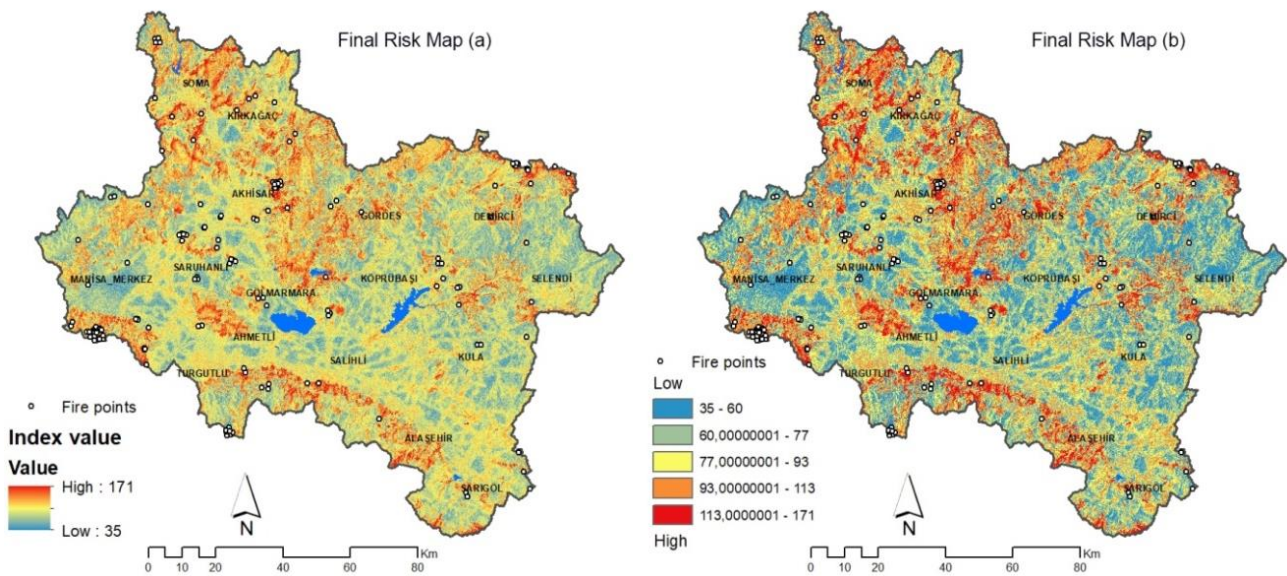 Final Risk Map (a)
SOMA
KIRKAĞAÇ
AKHİSAR
GÖRDES
DEMİRCİ
SARUHANLI
MANİSA_MERKEZ
KÖPRÜBAŞI
SELENDİ
GÖLMARMARA
AHMETLİ
SALİHLİ
KULA
TURGUTLU
ALAŞEHİR
SARIGÖL
Fire points
Index value
Value
High : 171
Low : 35
N
Km
0 10 20 40 60 80
Final Risk Map (b)
SOMA
KIRKAĞAÇ
AKHİSAR
GÖRDES
DEMİRCİ
SARUHANLI
MANİSA_MERKEZ
KÖPRÜBAŞI
SELENDİ
GÖLMARMARA
AHMETLİ
SALİHLİ
KULA
TURGUTLU
ALAŞEHİR
SARIGÖL
Fire points
Low
35 - 60
60,00000001 - 77
77,00000001 - 93
93,00000001 - 113
113,0000001 - 171
High
N
Km
0 10 20 40 60 80